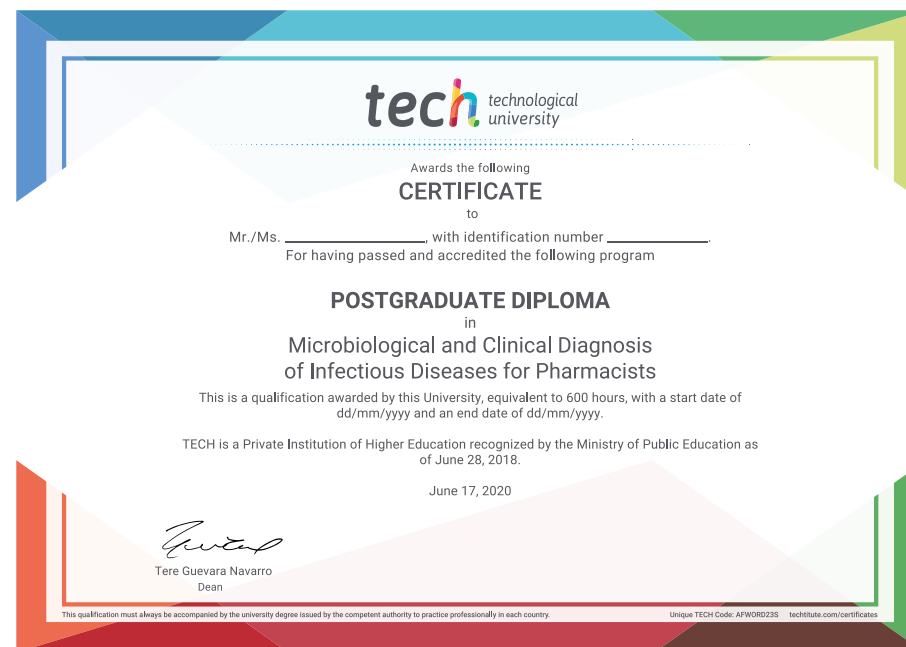 tech technological
university
Awards the following
CERTIFICATE
to
Mr./Ms. ____________________, with identification number ______________.
For having passed and accredited the following program
POSTGRADUATE DIPLOMA
in
Microbiological and Clinical Diagnosis
of Infectious Diseases for Pharmacists
This is a qualification awarded by this University, equivalent to 600 hours, with a start date of
dd/mm/yyyy and an end date of dd/mm/yyyy.
TECH is a Private Institution of Higher Education recognized by the Ministry of Public Education as
of June 28, 2018.
June 17, 2020
Tere Guevara Navarro
Dean
This qualification must always be accompanied by the university degree issued by the competent authority to practice professionally in each country.
Unique TECH Code: AFWORD23S techtitute.com/certificates